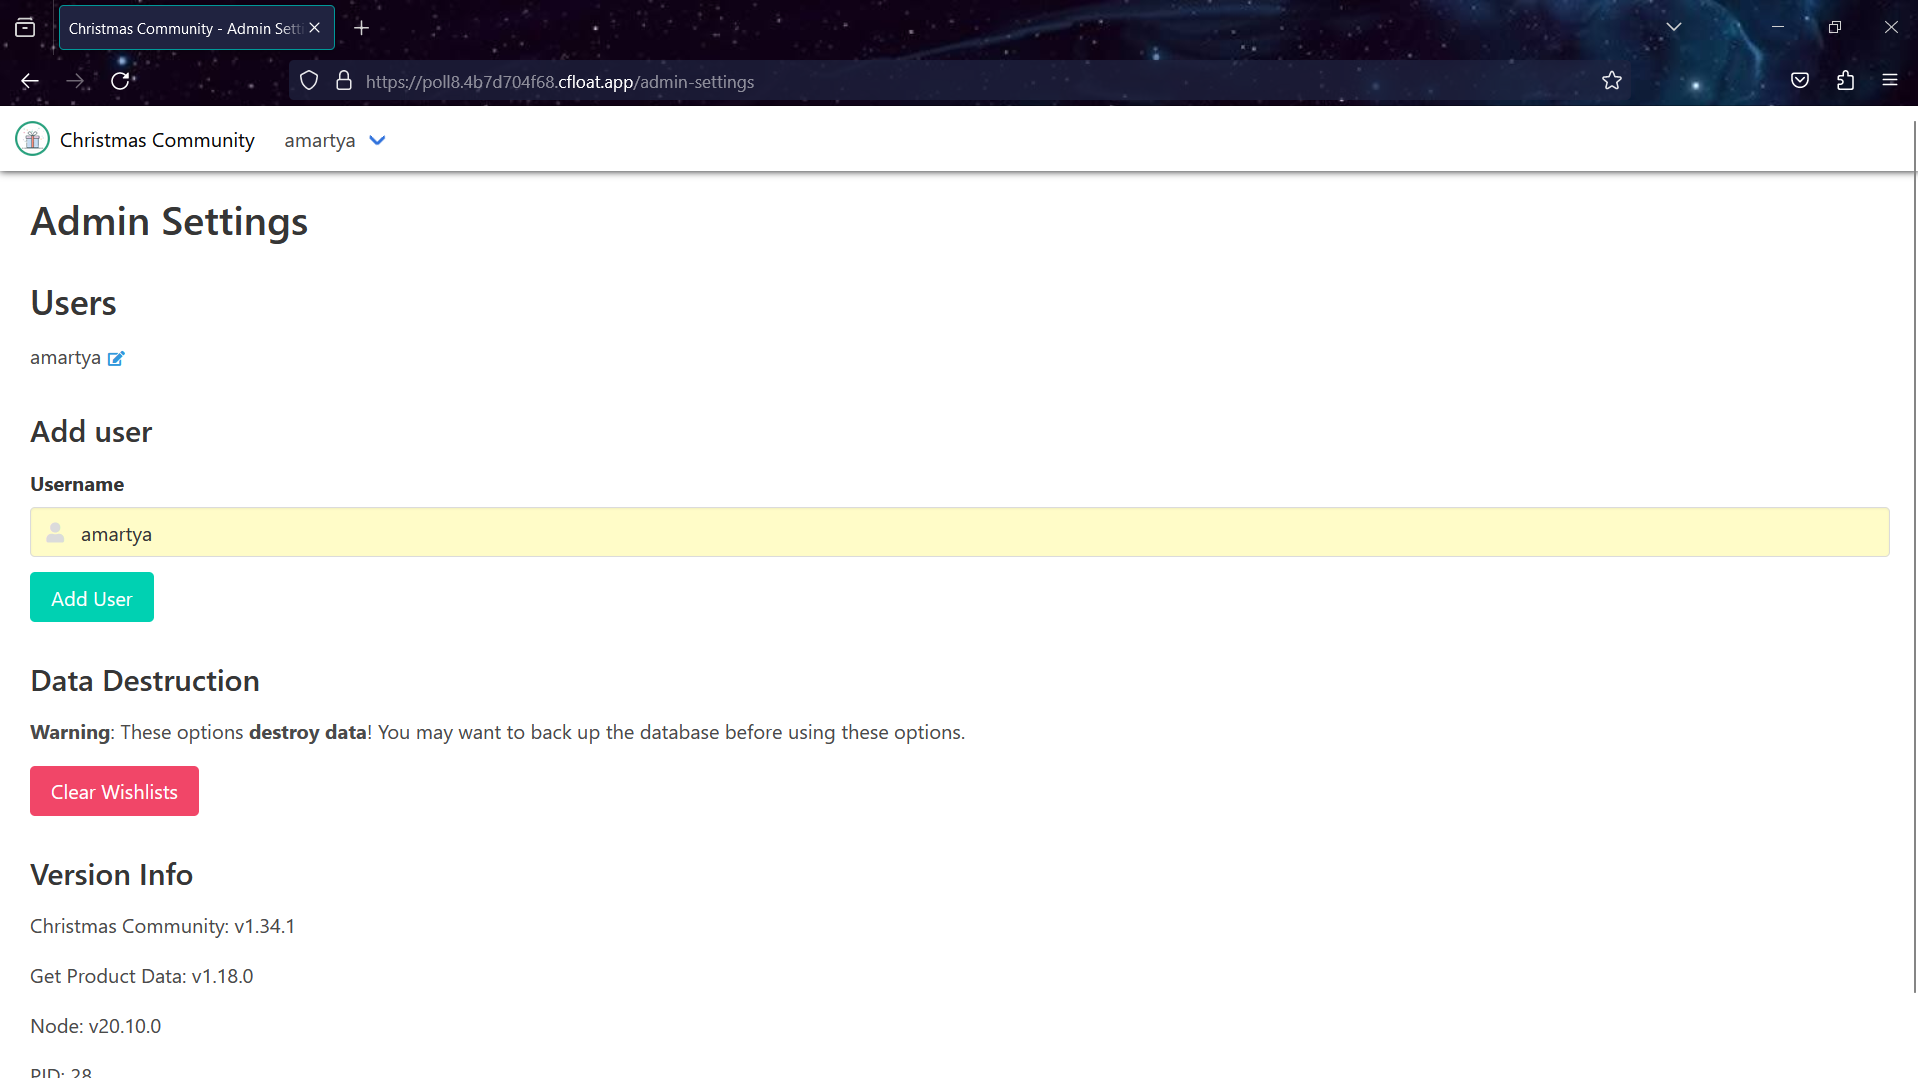 Christmas Community - Admin Setti
https://poll8.4b7d704f68.cfloat.app/admin-settings
Christmas Community amartya
Admin Settings
Users
amartya
Add user
Username
amartya
Add User
Data Destruction
Warning: These options destroy data! You may want to back up the database before using these options.
Clear Wishlists
Version Info
Christmas Community: v1.34.1
Get Product Data: v1.18.0
Node: v20.10.0
PID: 28